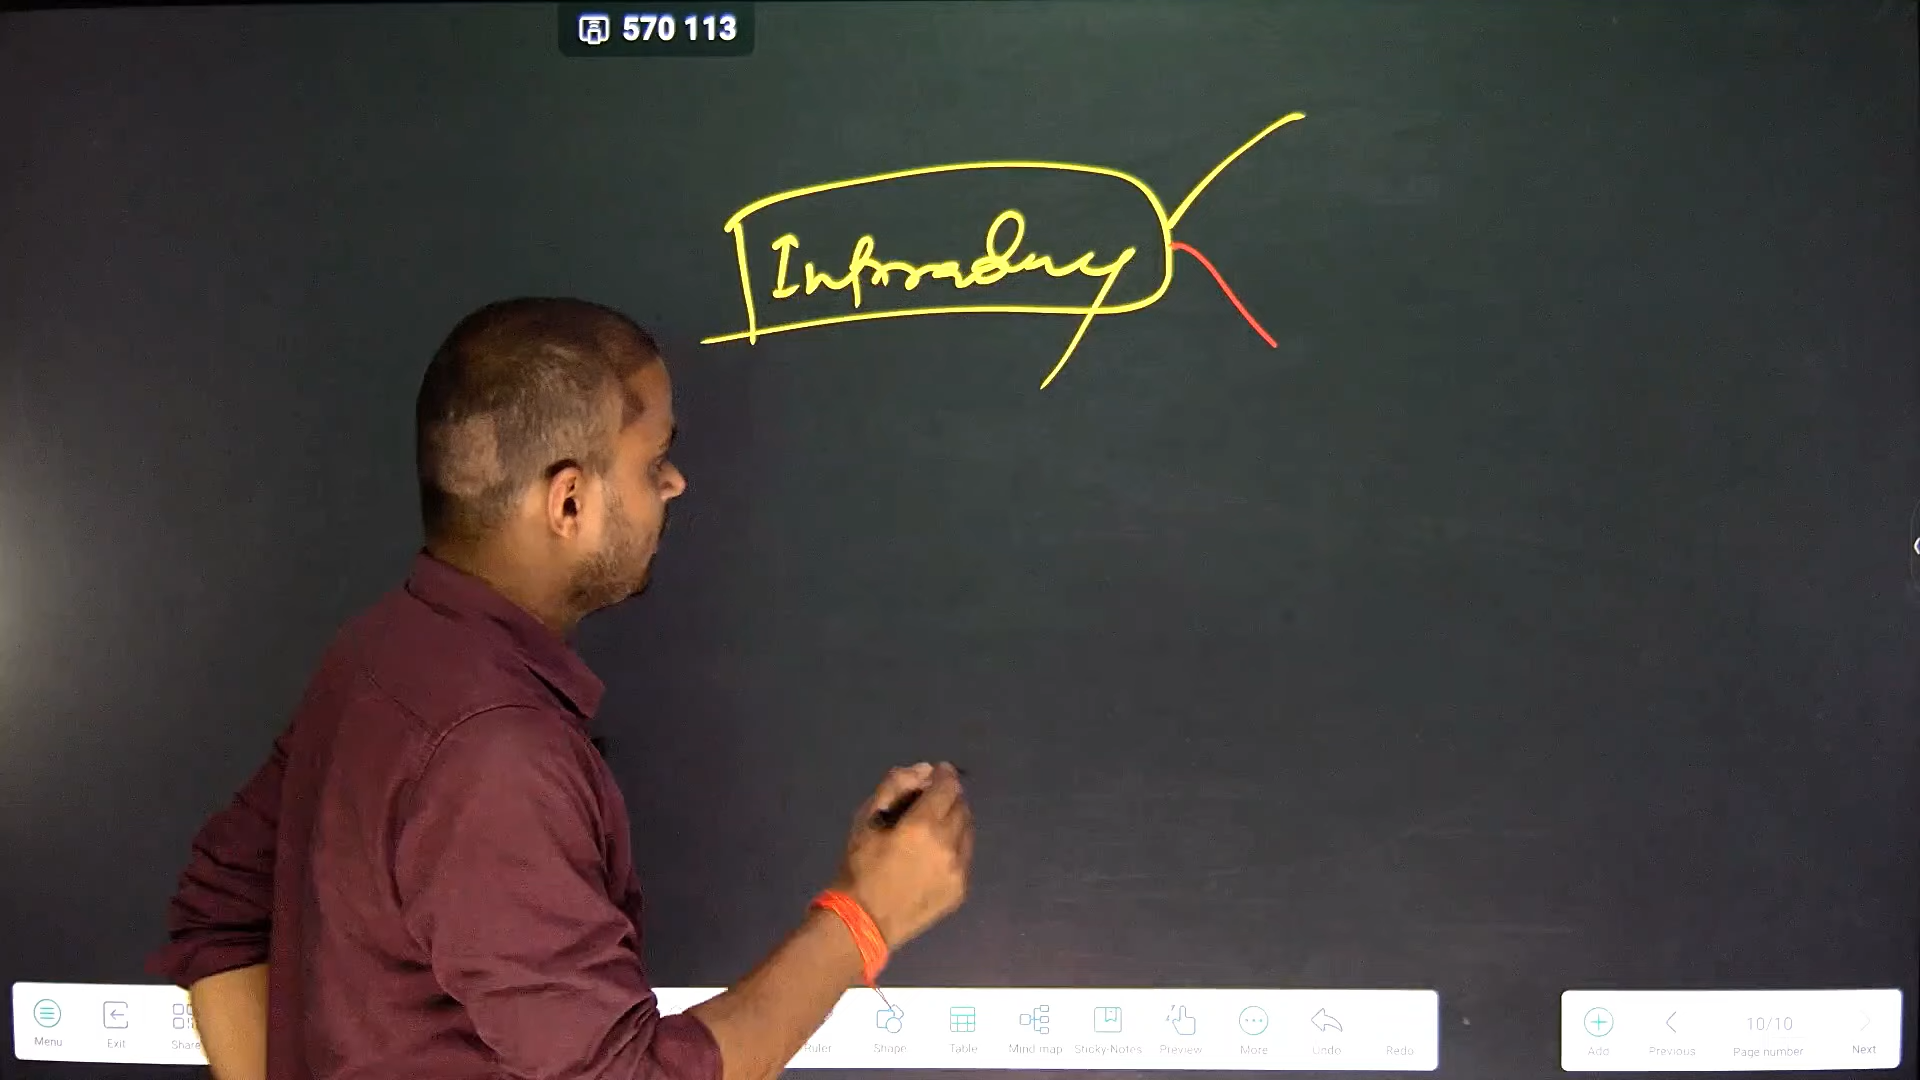 570 113
Intraday
Menu
Exit
Share
Ruler
Shape
Table
Mind map
Sticky-Notes
Preview
More
Undo
Redo
Add
Previous
10/10
Page number
Next